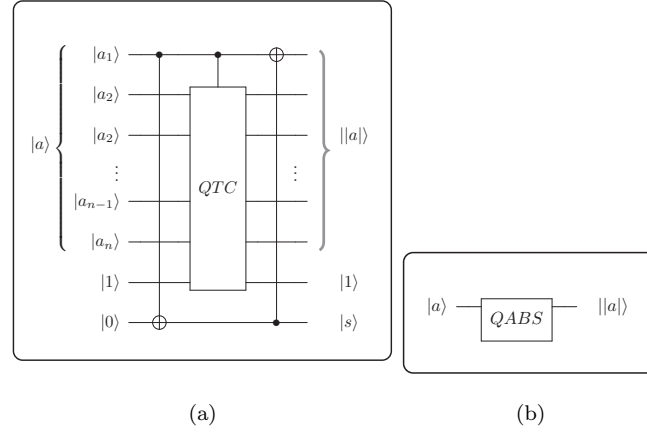 |a₁⟩
|a₂⟩
|a₂⟩
|a⟩ ⋮ QTC ⋮ ||a|⟩
|aₙ₋₁⟩
|aₙ⟩
|1⟩ |1⟩
|0⟩ |s⟩
|a⟩ QABS ||a|⟩
(a) (b)